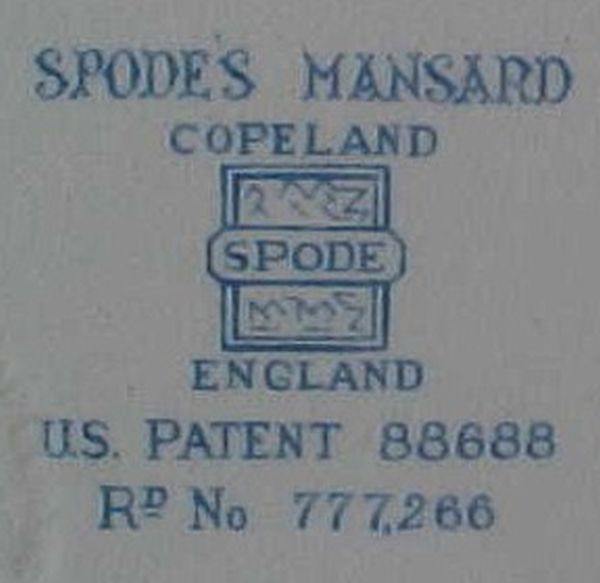 SPODE'S MANSARD
COPELAND
SPODE
ENGLAND
U.S. PATENT 88688
RD No 777,266